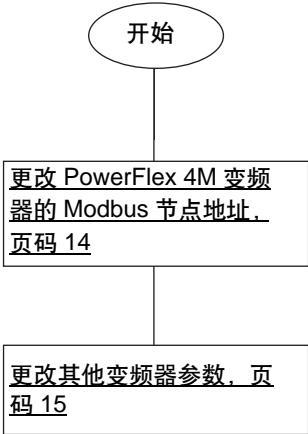 开始
更改 PowerFlex 4M 变频
器的 Modbus 节点地址，
页码 14
更改其他变频器参数，页
码 15